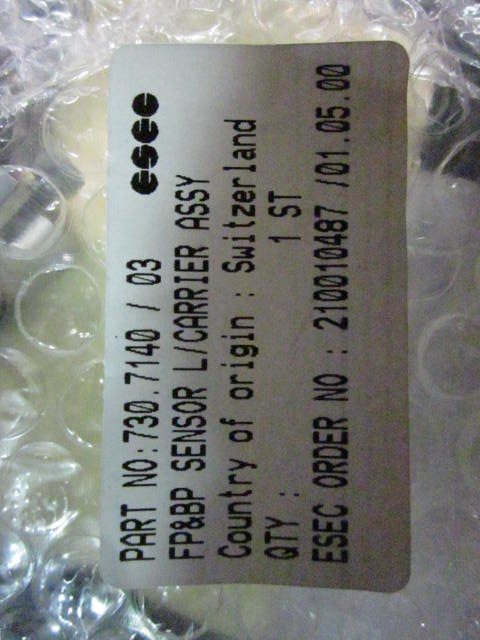 esec
PART NO:730.7140 / 03
FP&BP SENSOR L/CARRIER ASSY
Country of origin : Switzerland
QTY : 1 ST
ESEC ORDER NO : 210010487 /01.05.00